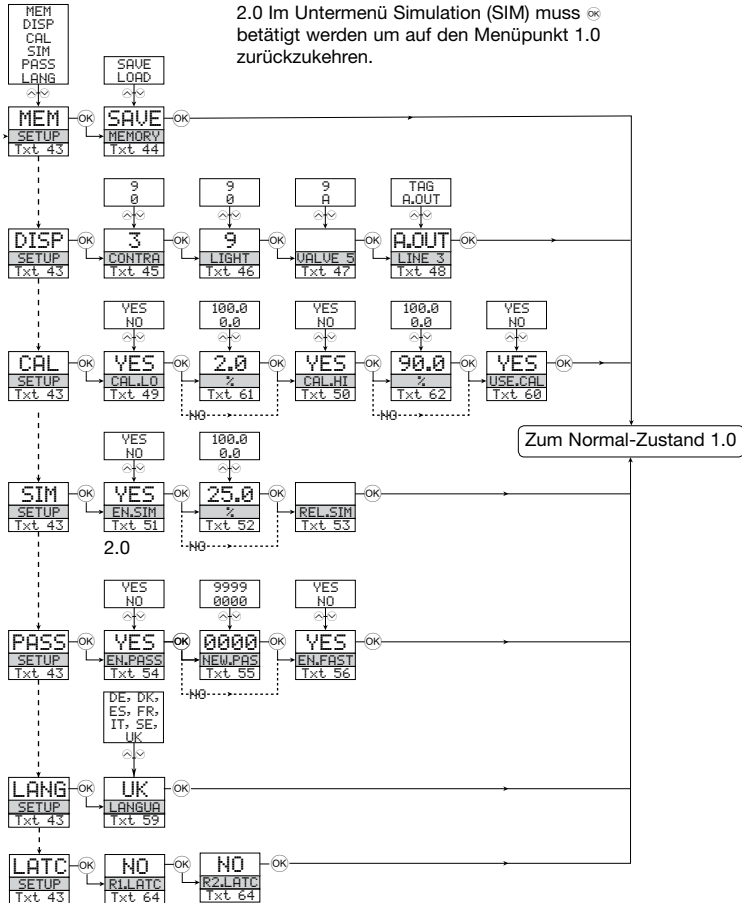 2.0 Im Untermenü Simulation (SIM) muss OK
betätigt werden um auf den Menüpunkt 1.0
zurückzukehren.
MEM
DISP
CAL
SIM
PASS
LANG
SAVE
LOAD
MEM OK SAVE OK
SETUP MEMORY
Txt 43 Txt 44
9 9 9 TAG
0 0 A A.OUT
DISP OK 3 OK 9 OK OK A.OUT OK
SETUP CONTRA LIGHT VALVE 5 LINE 3
Txt 43 Txt 45 Txt 46 Txt 47 Txt 48
YES 100.0 YES 100.0 YES
NO 0.0 NO 0.0 NO
CAL OK YES OK 2.0 OK YES OK 90.0 OK YES OK
SETUP CAL.LO % CAL.HI % USE.CAL
Txt 43 Txt 49 Txt 61 Txt 50 Txt 62 Txt 60
NO NO
Zum Normal-Zustand 1.0
YES 100.0
NO 0.0
SIM OK YES OK 25.0 OK OK
SETUP EN.SIM % REL.SIM
Txt 43 Txt 51 Txt 52 Txt 53
2.0 NO
YES 9999 YES
NO 0000 NO
PASS OK YES OK 0000 OK YES OK
SETUP EN.PASS NEW.PAS EN.FAST
Txt 43 Txt 54 Txt 55 Txt 56
NO
DE, DK,
ES, FR,
IT, SE,
UK
LANG OK UK OK
SETUP LANGUA
Txt 43 Txt 59
LATC OK NO OK NO OK
SETUP R1.LATC R2.LATC
Txt 43 Txt 64 Txt 64